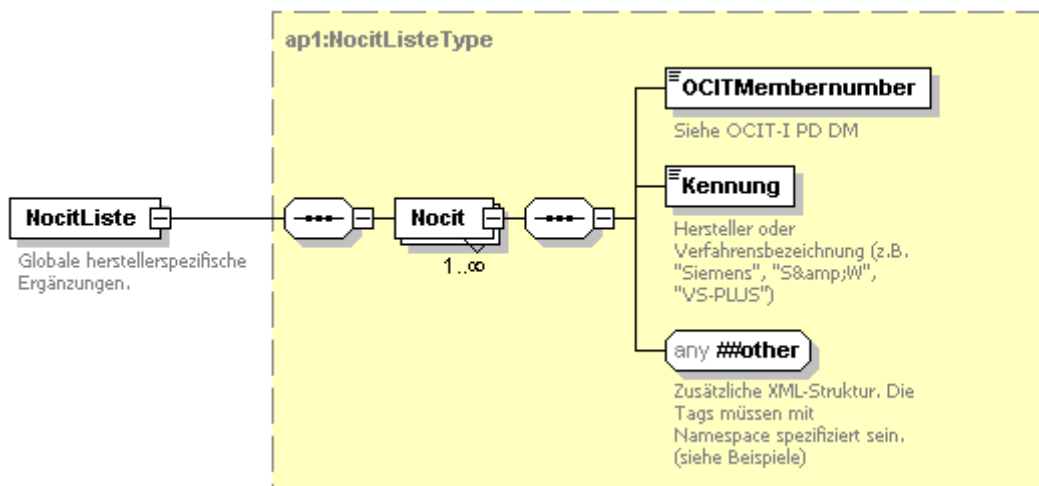 ap1:NocitListeType
OCITMembernumber
Siehe OCIT-I PD DM
Kennung
Hersteller oder
Verfahrensbezeichnung (z.B.
"Siemens", "S&amp;W",
"VS-PLUS")
NocitListe
Globale herstellerspezifische
Ergänzungen.
Nocit
1..∞
any ##other
Zusätzliche XML-Struktur. Die
Tags müssen mit
Namespace spezifiziert sein.
(siehe Beispiele)